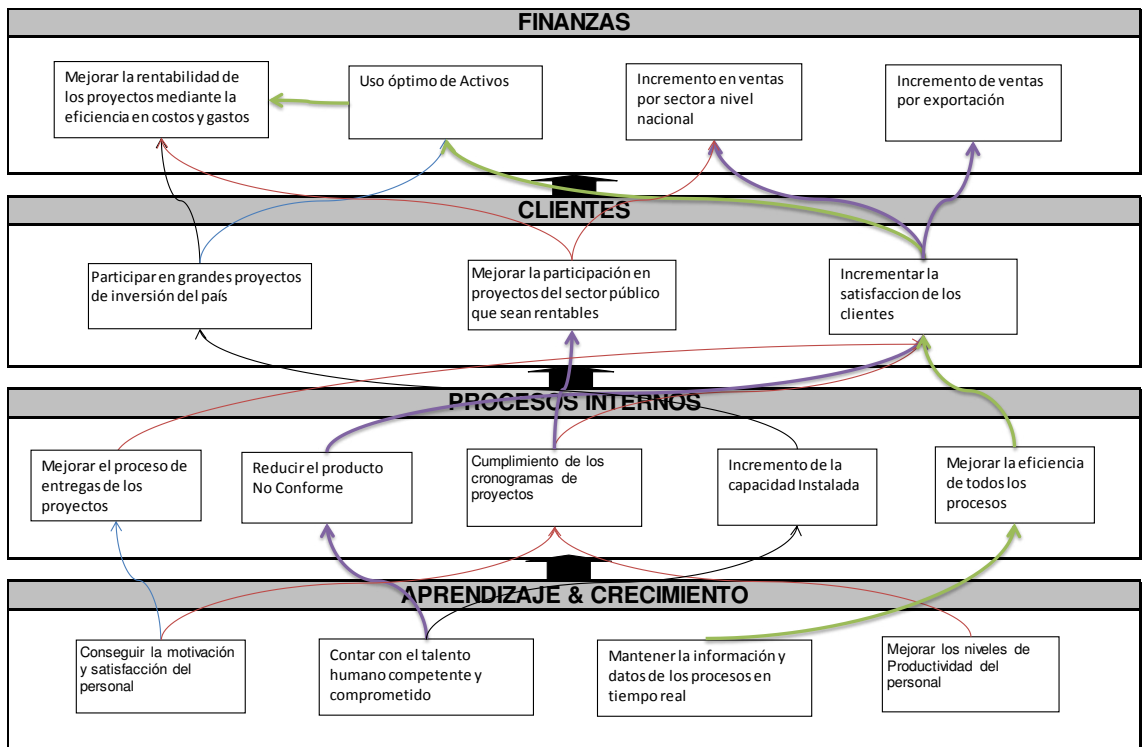 FINANZAS
Mejorar la rentabilidad de
los proyectos mediante la
eficiencia en costos y gastos
Uso óptimo de Activos
Incremento en ventas
por sector a nivel
nacional
Incremento de ventas
por exportación
CLIENTES
Participar en grandes proyectos
de inversión del país
Mejorar la participación en
proyectos del sector público
que sean rentables
Incrementar la
satisfaccion de los
clientes
PROCESOS INTERNOS
Mejorar el proceso de
entregas de los
proyectos
Reducir el producto
No Conforme
Cumplimiento de los
cronogramas de
proyectos
Incremento de la
capacidad Instalada
Mejorar la eficiencia
de todos los
procesos
APRENDIZAJE & CRECIMIENTO
Conseguir la motivación
y satisfacción del
personal
Contar con el talento
humano competente y
comprometido
Mantener la información y
datos de los procesos en
tiempo real
Mejorar los niveles de
Productividad del
personal